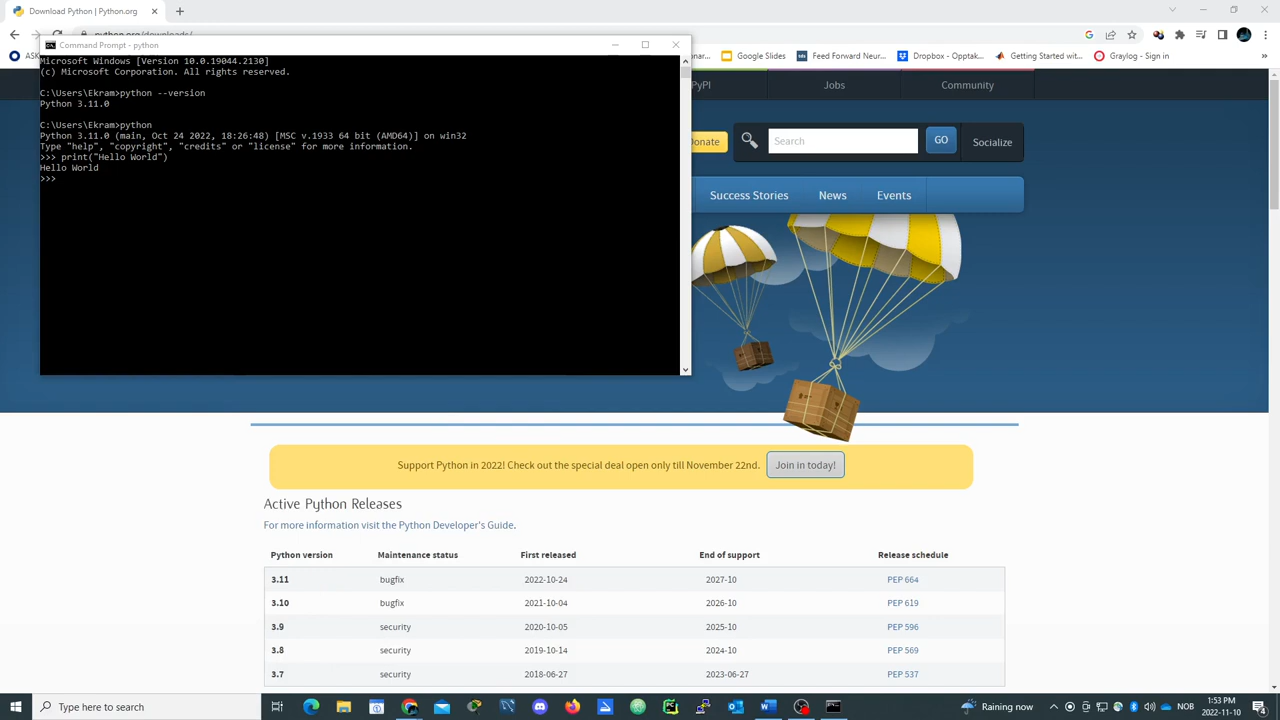 Download Python | Python.org
python.org/downloads/
Command Prompt - python
ASK
nar...
Google Slides
Feed Forward Neur...
Dropbox - Opptak...
Getting Started wit...
Graylog - Sign in
»
Microsoft Windows [Version 10.0.19044.2130]
(c) Microsoft Corporation. All rights reserved.
C:\Users\Ekram>python --version
Python 3.11.0
C:\Users\Ekram>python
Python 3.11.0 (main, Oct 24 2022, 18:26:48) [MSC v.1933 64 bit (AMD64)] on win32
Type "help", "copyright", "credits" or "license" for more information.
>>> print("Hello World")
Hello World
>>>
PyPI
Jobs
Community
Donate
Search
GO
Socialize
Success Stories
News
Events
Support Python in 2022! Check out the special deal open only till November 22nd.
Join in today!
Active Python Releases
For more information visit the Python Developer's Guide.
Python version Maintenance status First released End of support Release schedule
3.11 bugfix 2022-10-24 2027-10 PEP 664
3.10 bugfix 2021-10-04 2026-10 PEP 619
3.9 security 2020-10-05 2025-10 PEP 596
3.8 security 2019-10-14 2024-10 PEP 569
3.7 security 2018-06-27 2023-06-27 PEP 537
Type here to search
Raining now
NOB
1:53 PM
2022-11-10